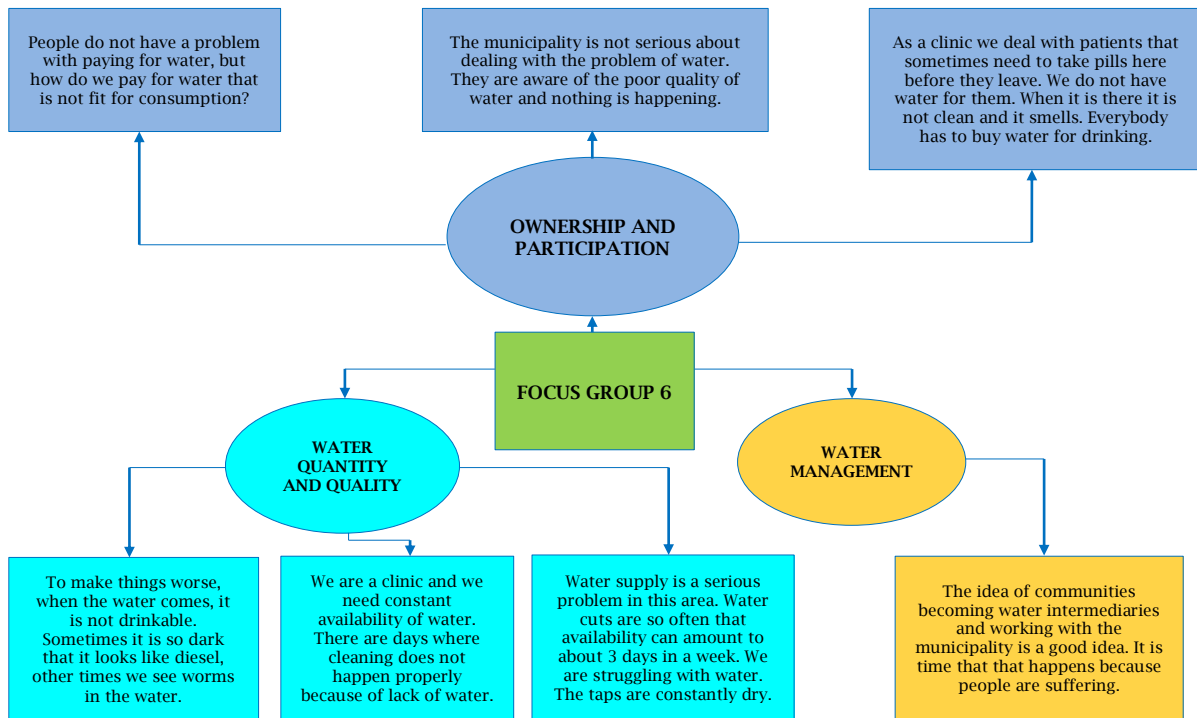 People do not have a problem
with paying for water, but
how do we pay for water that
is not fit for consumption?
The municipality is not serious about
dealing with the problem of water.
They are aware of the poor quality of
water and nothing is happening.
As a clinic we deal with patients that
sometimes need to take pills here
before they leave. We do not have
water for them. When it is there it is
not clean and it smells. Everybody
has to buy water for drinking.
OWNERSHIP AND
PARTICIPATION
FOCUS GROUP 6
WATER
QUANTITY
AND QUALITY
WATER
MANAGEMENT
To make things worse,
when the water comes, it
is not drinkable.
Sometimes it is so dark
that it looks like diesel,
other times we see worms
in the water.
We are a clinic and we
need constant
availability of water.
There are days where
cleaning does not
happen properly
because of lack of water.
Water supply is a serious
problem in this area. Water
cuts are so often that
availability can amount to
about 3 days in a week. We
are struggling with water.
The taps are constantly dry.
The idea of communities
becoming water intermediaries
and working with the
municipality is a good idea. It is
time that that happens because
people are suffering.